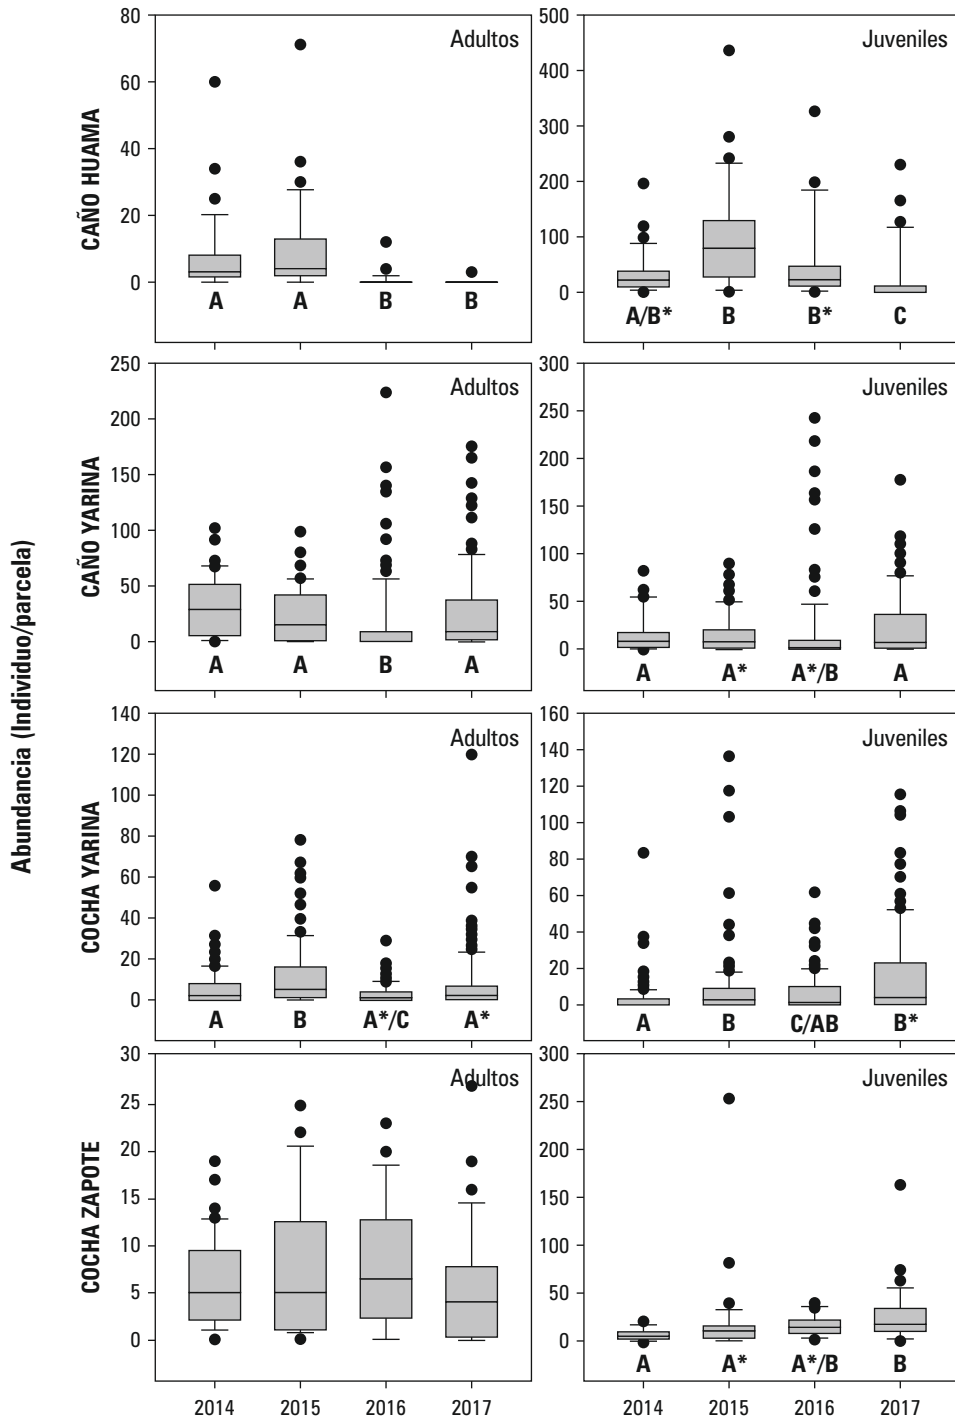 Abundancia (Individuo/parcela)
CAÑO HUAMA
Adultos
80
60
40
20
0
A A B B
Juveniles
500
400
300
200
100
0
A/B* B B* C
CAÑO YARINA
Adultos
250
200
150
100
50
0
A A B A
Juveniles
300
250
200
150
100
50
0
A A* A*/B A
COCHA YARINA
Adultos
140
120
100
80
60
40
20
0
A B A*/C A*
Juveniles
160
140
120
100
80
60
40
20
0
A B C/AB B*
COCHA ZAPOTE
Adultos
30
25
20
15
10
5
0
2014 2015 2016 2017
Juveniles
300
250
200
150
100
50
0
A A* A*/B B
2014 2015 2016 2017